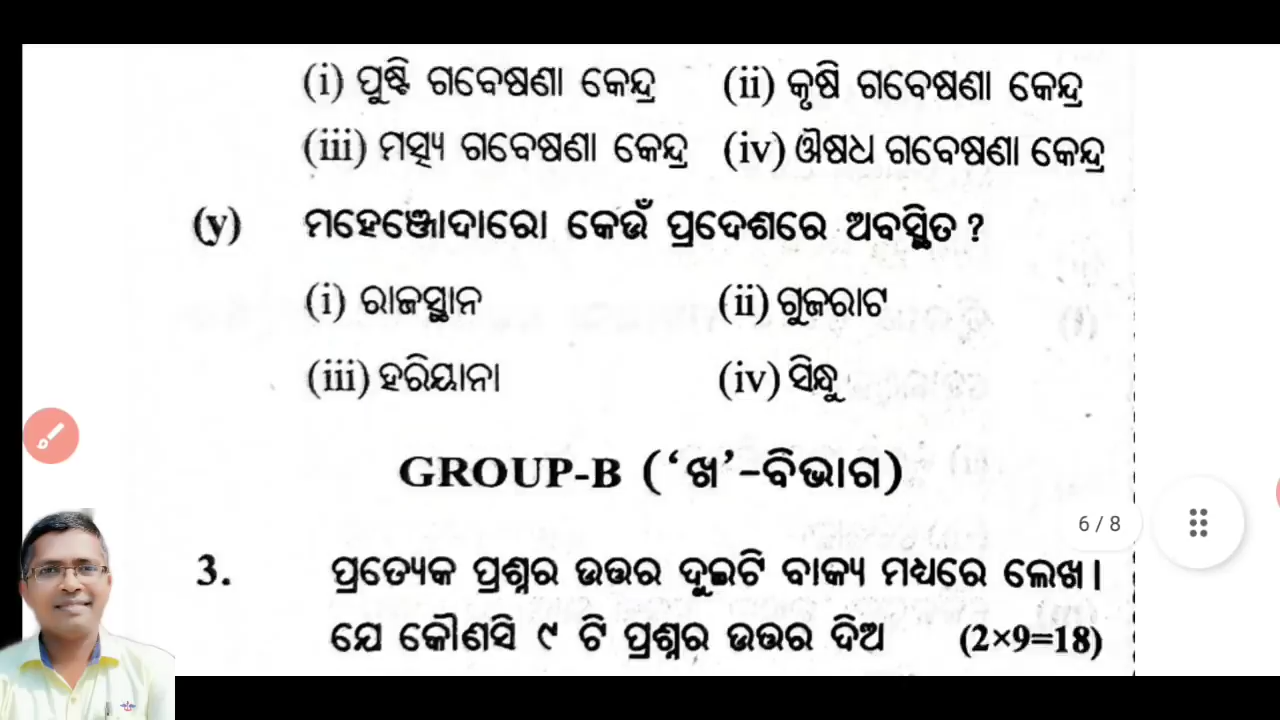 (i) ପୁଷ୍ଟି ଗବେଷଣା କେନ୍ଦ୍ର (ii) କୃଷି ଗବେଷଣା କେନ୍ଦ୍ର
(iii) ମତ୍ସ୍ୟ ଗବେଷଣା କେନ୍ଦ୍ର (iv) ଔଷଧ ଗବେଷଣା କେନ୍ଦ୍ର
(y) ମହେଞ୍ଜୋଦାରୋ କେଉଁ ପ୍ରଦେଶରେ ଅବସ୍ଥିତ ?
(i) ରାଜସ୍ଥାନ (ii) ଗୁଜରାଟ
(iii) ହରିୟାନା (iv) ସିନ୍ଧୁ
GROUP-B (‘ଖ’-ବିଭାଗ)
6 / 8
3. ପ୍ରତ୍ୟେକ ପ୍ରଶ୍ନର ଉତ୍ତର ଦୁଇଟି ବାକ୍ୟ ମଧ୍ୟରେ ଲେଖ।
ଯେ କୌଣସି ୯ ଟି ପ୍ରଶ୍ନର ଉତ୍ତର ଦିଅ (2×9=18)